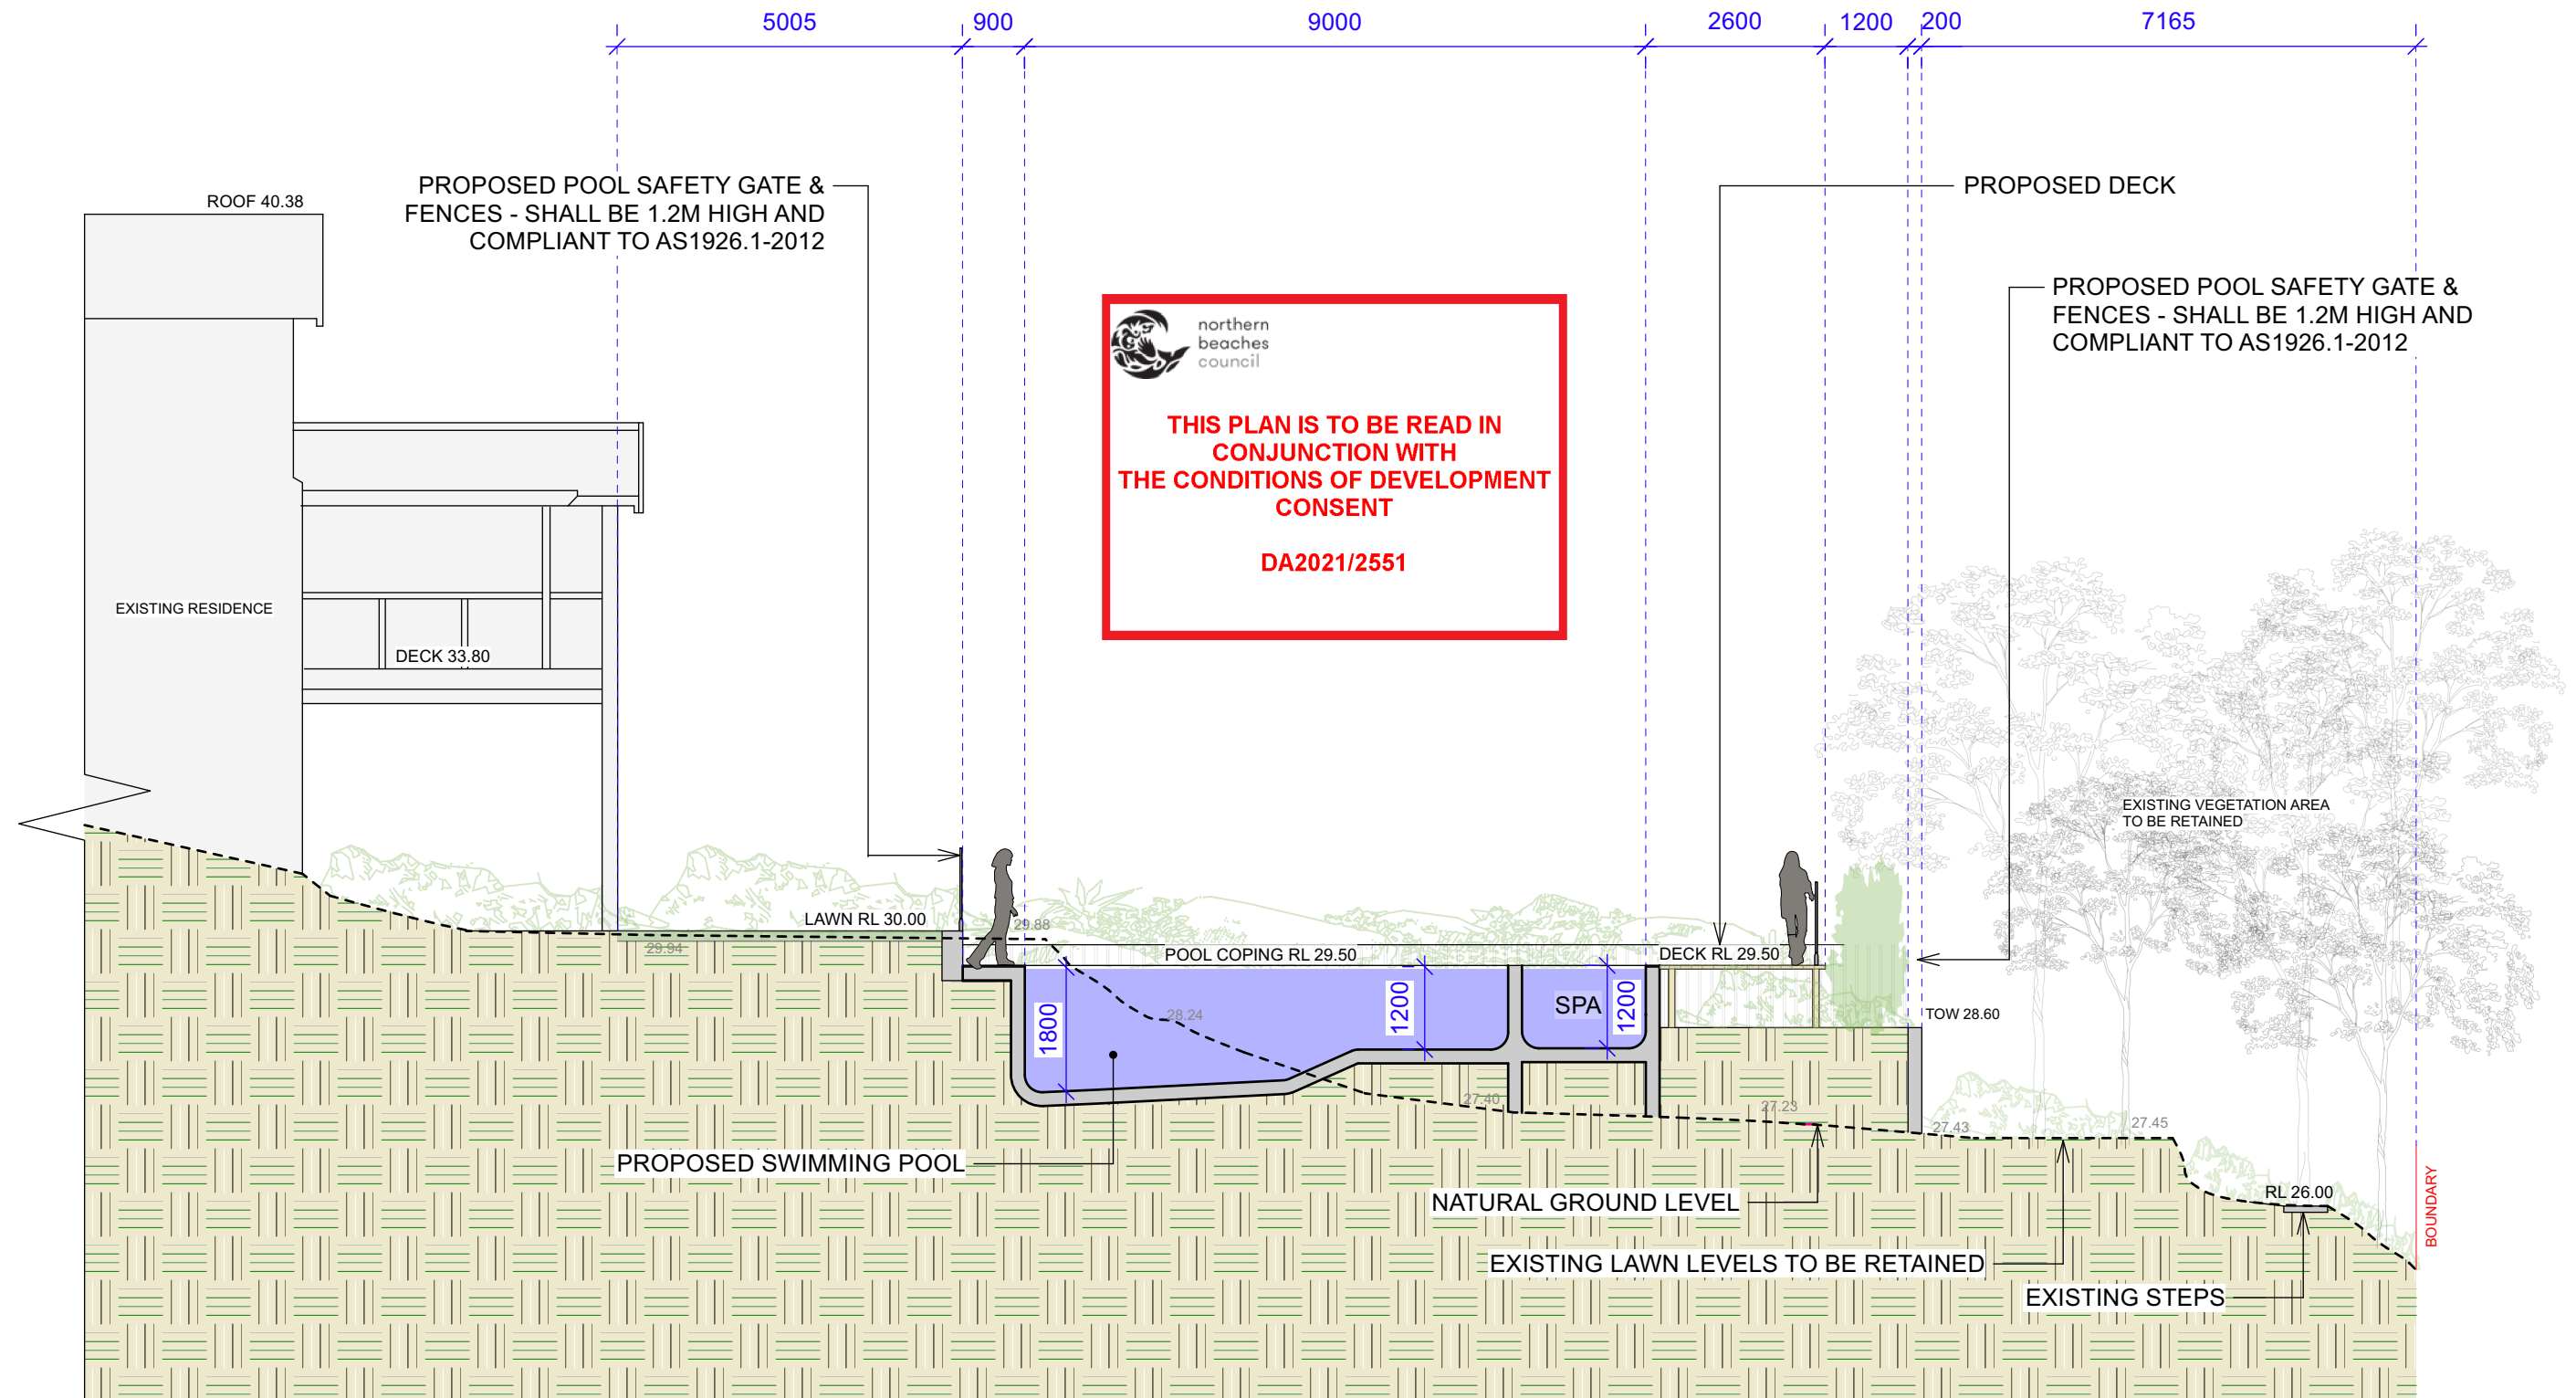 5005
900
9000
2600
1200
200
7165
ROOF 40.38
PROPOSED POOL SAFETY GATE &
FENCES - SHALL BE 1.2M HIGH AND
COMPLIANT TO AS1926.1-2012
PROPOSED DECK
PROPOSED POOL SAFETY GATE &
FENCES - SHALL BE 1.2M HIGH AND
COMPLIANT TO AS1926.1-2012
northern
beaches
council
THIS PLAN IS TO BE READ IN
CONJUNCTION WITH
THE CONDITIONS OF DEVELOPMENT
CONSENT
DA2021/2551
EXISTING RESIDENCE
DECK 33.80
EXISTING VEGETATION AREA
TO BE RETAINED
LAWN RL 30.00
29.88
29.94
POOL COPING RL 29.50
DECK RL 29.50
1800
28.24
1200
SPA
1200
TOW 28.60
27.40
27.23
27.43
27.45
PROPOSED SWIMMING POOL
NATURAL GROUND LEVEL
RL 26.00
BOUNDARY
EXISTING LAWN LEVELS TO BE RETAINED
EXISTING STEPS